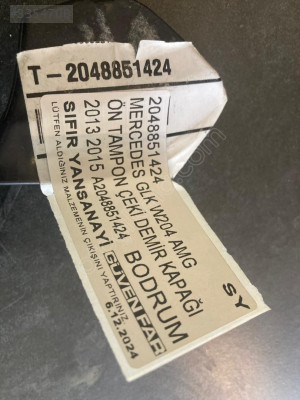 T-2048851424
2048851424
MERCEDES GLK W204 AMG
ÖN TAMPON ÇEKİ DEMİR KAPAĞI
2013 2015 A2048851424 BODRUM
SIFIR YANSANAYİ GÜVENFAR SY
LÜTFEN ALDIĞINIZ MALZEMENİN ÇIKIŞINI YAPTIRINIZ. 6.12.2024